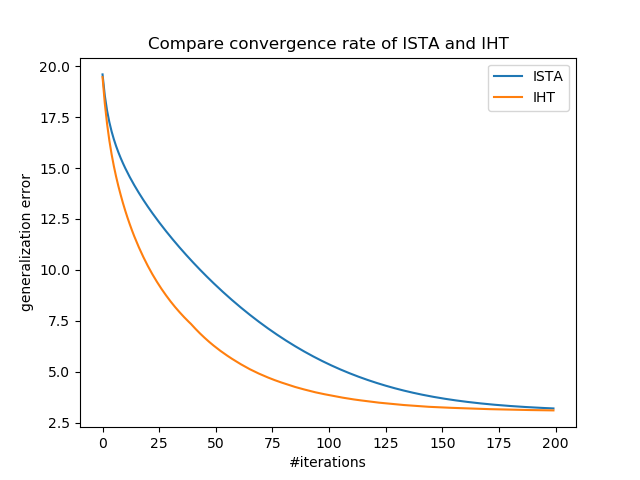 Compare convergence rate of ISTA and IHT
ISTA
IHT
generalization error
20.0
17.5
15.0
12.5
10.0
7.5
5.0
2.5
0 25 50 75 100 125 150 175 200
#iterations